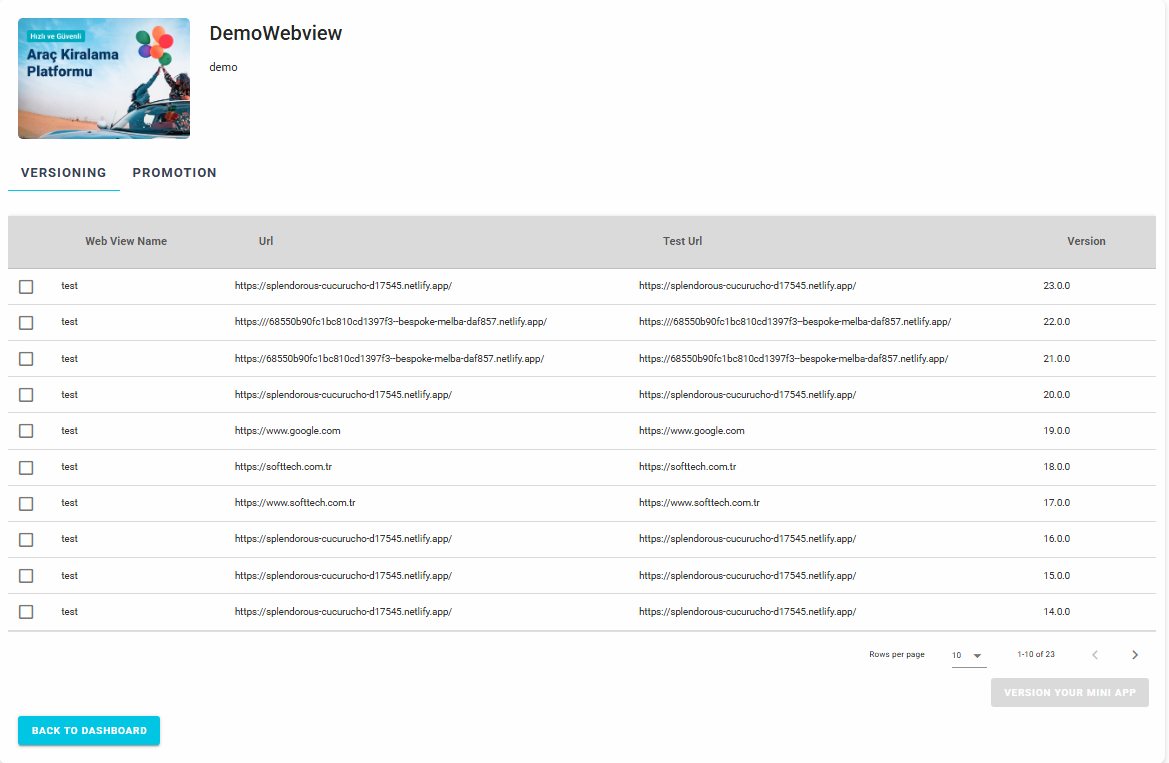 Hızlı ve Güvenli
Araç Kiralama
Platformu
DemoWebview
demo
VERSIONING PROMOTION
Web View Name Url Test Url Version
test https://splendorous-cucurucho-d17545.netlify.app/ https://splendorous-cucurucho-d17545.netlify.app/ 23.0.0
test https:///68550b90fc1bc810cd1397f3--bespoke-melba-daf857.netlify.app/ https:///68550b90fc1bc810cd1397f3--bespoke-melba-daf857.netlify.app/ 22.0.0
test https://68550b90fc1bc810cd1397f3--bespoke-melba-daf857.netlify.app/ https://68550b90fc1bc810cd1397f3--bespoke-melba-daf857.netlify.app/ 21.0.0
test https://splendorous-cucurucho-d17545.netlify.app/ https://splendorous-cucurucho-d17545.netlify.app/ 20.0.0
test https://www.google.com https://www.google.com 19.0.0
test https://softtech.com.tr https://softtech.com.tr 18.0.0
test https://www.softtech.com.tr https://www.softtech.com.tr 17.0.0
test https://splendorous-cucurucho-d17545.netlify.app/ https://splendorous-cucurucho-d17545.netlify.app/ 16.0.0
test https://splendorous-cucurucho-d17545.netlify.app/ https://splendorous-cucurucho-d17545.netlify.app/ 15.0.0
test https://splendorous-cucurucho-d17545.netlify.app/ https://splendorous-cucurucho-d17545.netlify.app/ 14.0.0
Rows per page 10 1-10 of 23
VERSION YOUR MINI APP
BACK TO DASHBOARD